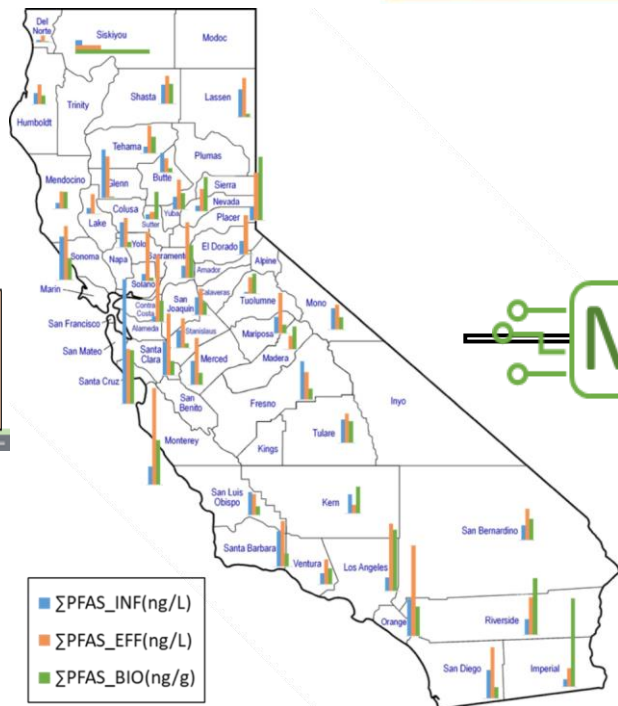 Del
Norte
Siskiyou
Modoc
Trinity
Shasta
Lassen
Humboldt
Tehama
Plumas
Mendocino
Glenn
Butte
Sierra
Nevada
Colusa
Sutter
Yuba
Placer
Lake
Yolo
El Dorado
Sonoma
Napa
Sacramento
Amador
Alpine
Marin
Solano
Calaveras
Contra
Costa
San
Joaquin
Tuolumne
Mono
San Francisco
Alameda
Stanislaus
Mariposa
San Mateo
Santa
Clara
Merced
Madera
Santa Cruz
San
Benito
Fresno
Inyo
Monterey
Kings
Tulare
San Luis
Obispo
Kern
San Bernardino
Santa Barbara
Ventura
Los Angeles
Orange
Riverside
San Diego
Imperial
∑PFAS_INF(ng/L)
∑PFAS_EFF(ng/L)
∑PFAS_BIO(ng/g)
N